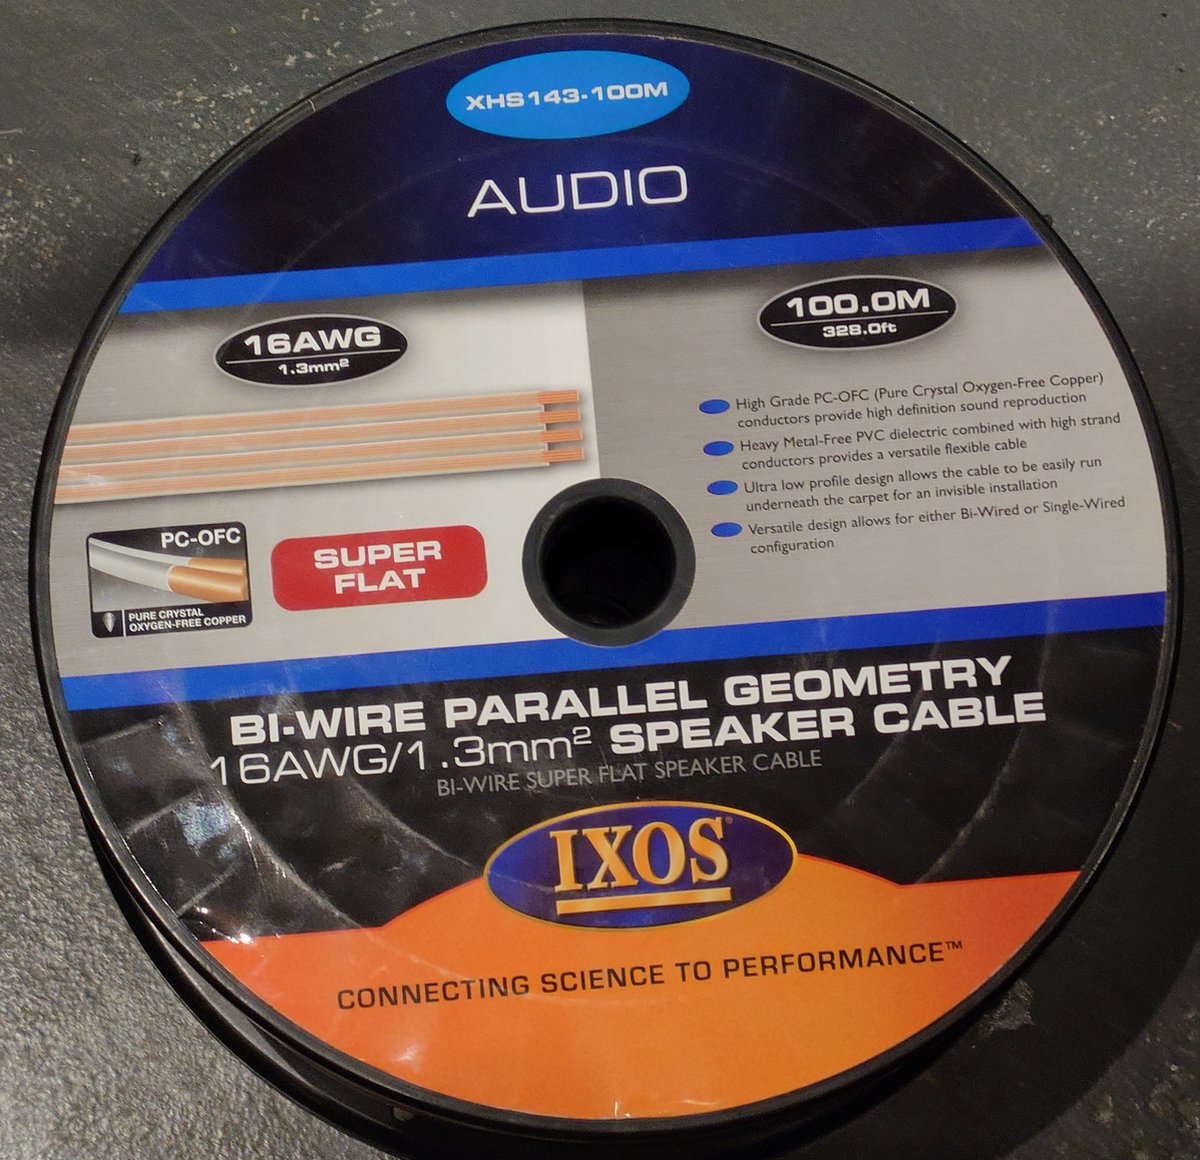 XHS143-100M
AUDIO
16AWG
1.3mm²
100.0M
328.0ft
High Grade PC-OFC (Pure Crystal Oxygen-Free Copper)
conductors provide high definition sound reproduction
Heavy Metal-Free PVC dielectric combined with high strand
conductors provides a versatile flexible cable
Ultra low profile design allows the cable to be easily run
underneath the carpet for an invisible installation
Versatile design allows for either Bi-Wired or Single-Wired
configuration
PC-OFC
PURE CRYSTAL
OXYGEN-FREE COPPER
SUPER
FLAT
BI-WIRE PARALLEL GEOMETRY
16AWG/1.3mm² SPEAKER CABLE
BI-WIRE SUPER FLAT SPEAKER CABLE
IXOS®
CONNECTING SCIENCE TO PERFORMANCE™